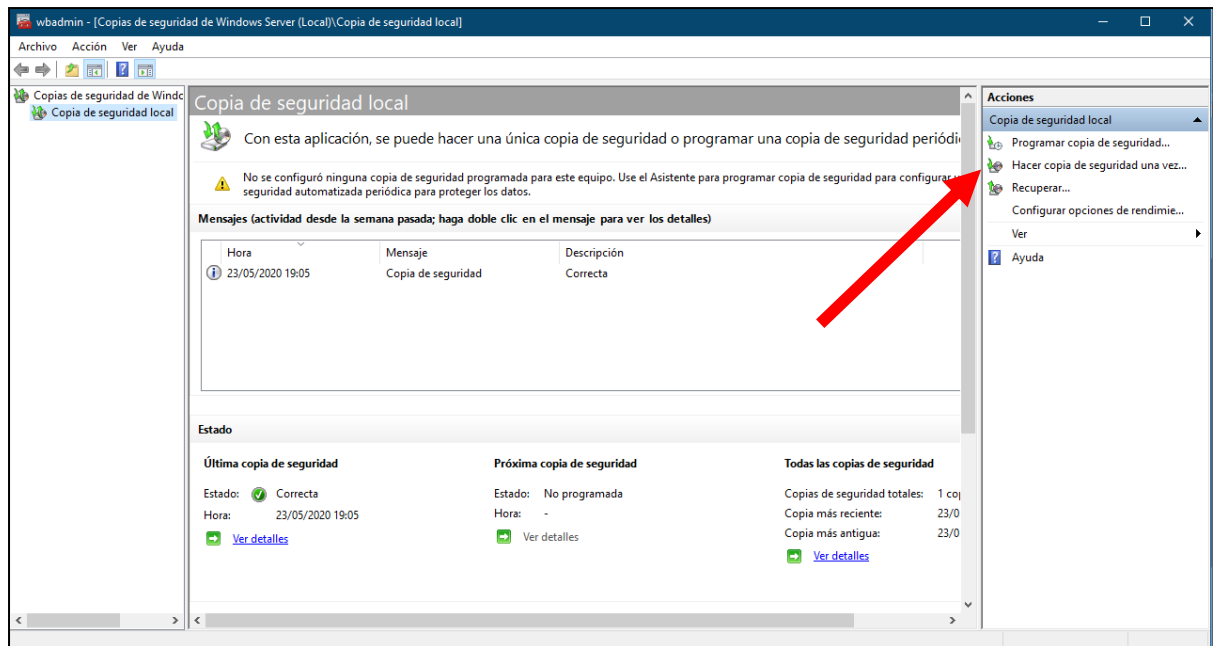 wbadmin - [Copias de seguridad de Windows Server (Local)\Copia de seguridad local]
Archivo Acción Ver Ayuda
Copias de seguridad de Windc
Copia de seguridad local
Copia de seguridad local
Con esta aplicación, se puede hacer una única copia de seguridad o programar una copia de seguridad periódi
No se configuró ninguna copia de seguridad programada para este equipo. Use el Asistente para programar copia de seguridad para configurar
seguridad automatizada periódica para proteger los datos.
Mensajes (actividad desde la semana pasada; haga doble clic en el mensaje para ver los detalles)
Hora Mensaje Descripción
23/05/2020 19:05 Copia de seguridad Correcta
Estado
Última copia de seguridad Próxima copia de seguridad Todas las copias de seguridad
Estado: Correcta Estado: No programada Copias de seguridad totales: 1 cop
Hora: 23/05/2020 19:05 Hora: - Copia más reciente: 23/0
Ver detalles Ver detalles Copia más antigua: 23/0
Ver detalles
Acciones
Copia de seguridad local
Programar copia de seguridad...
Hacer copia de seguridad una vez...
Recuperar...
Configurar opciones de rendimie...
Ver
Ayuda